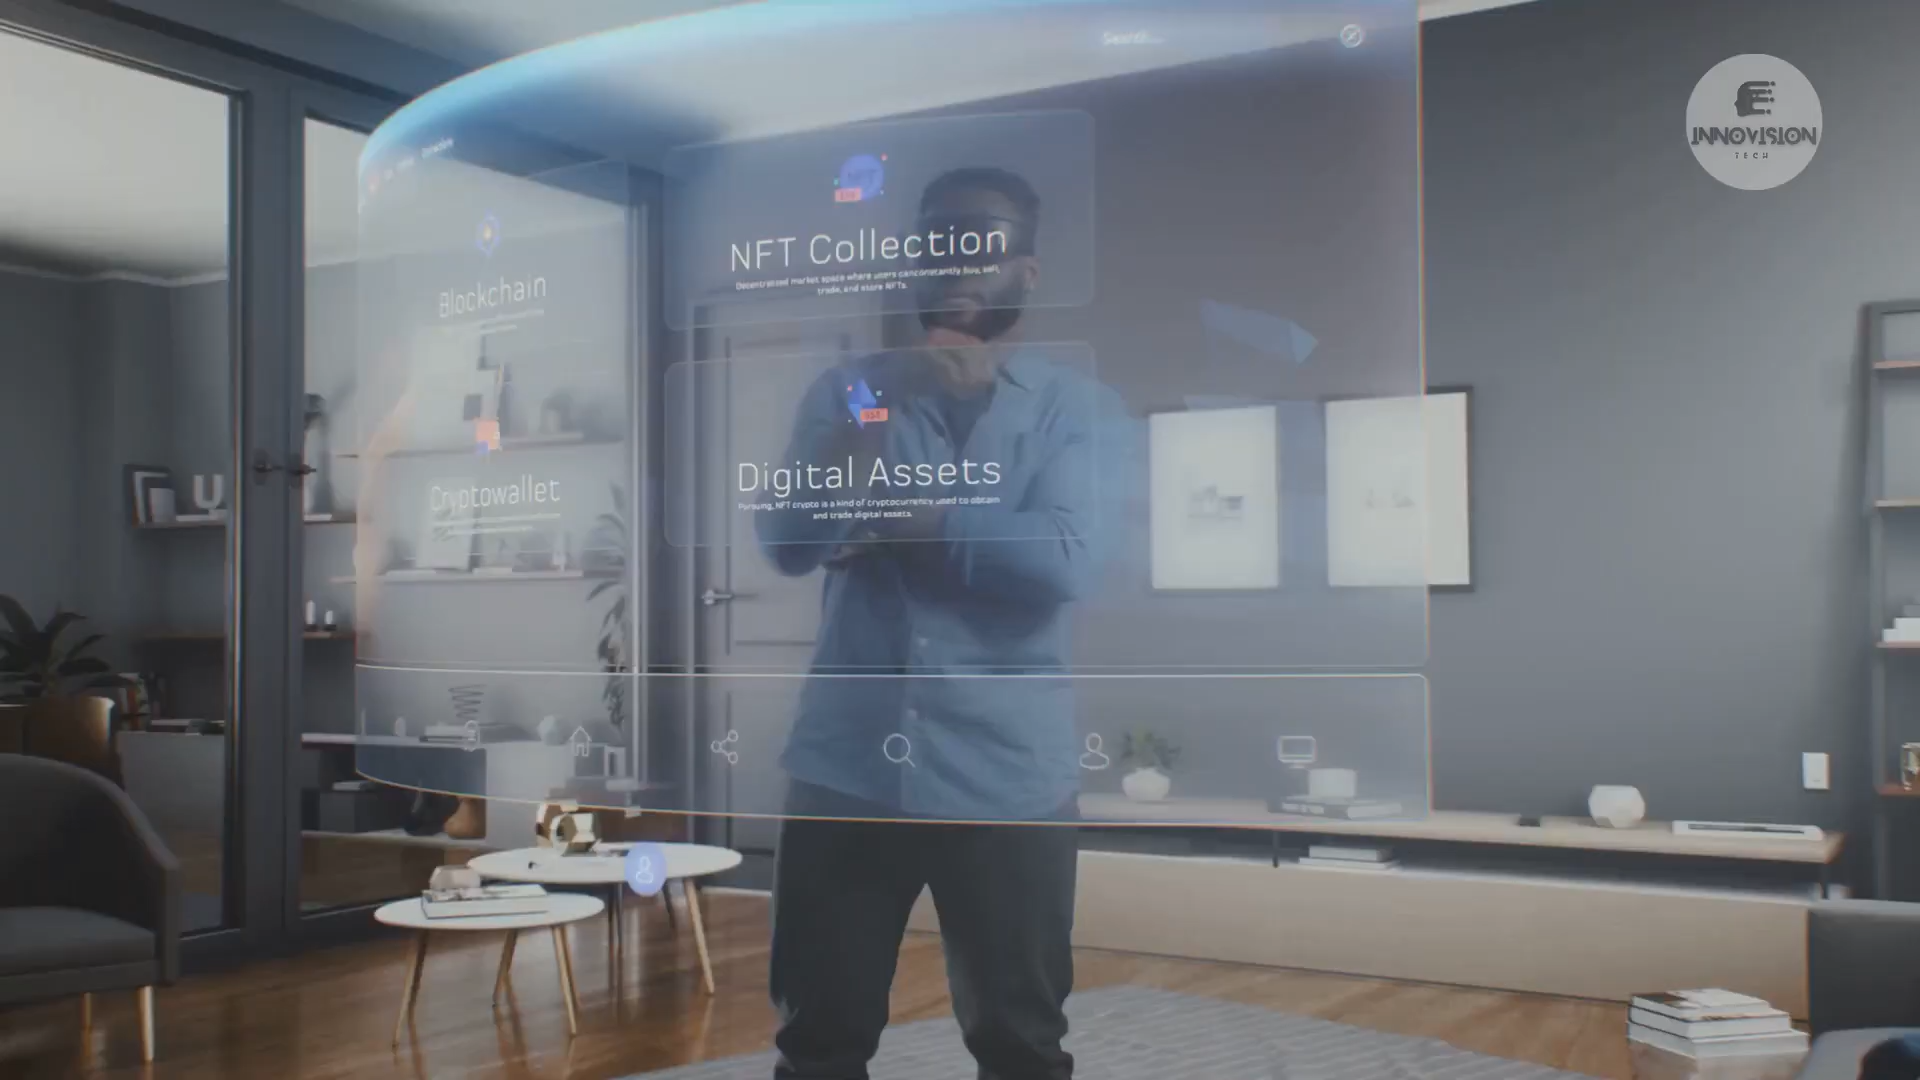 Search...
INNOVISION
TECH
NFT Collection
Decentralised market space where users canconstantly buy, sell,
trade, and store NFTs.
Blockchain
Digital Assets
Pursuing, NFT crypto is a kind of cryptocurrency used to obtain
and trade digital assets.
Cryptowallet